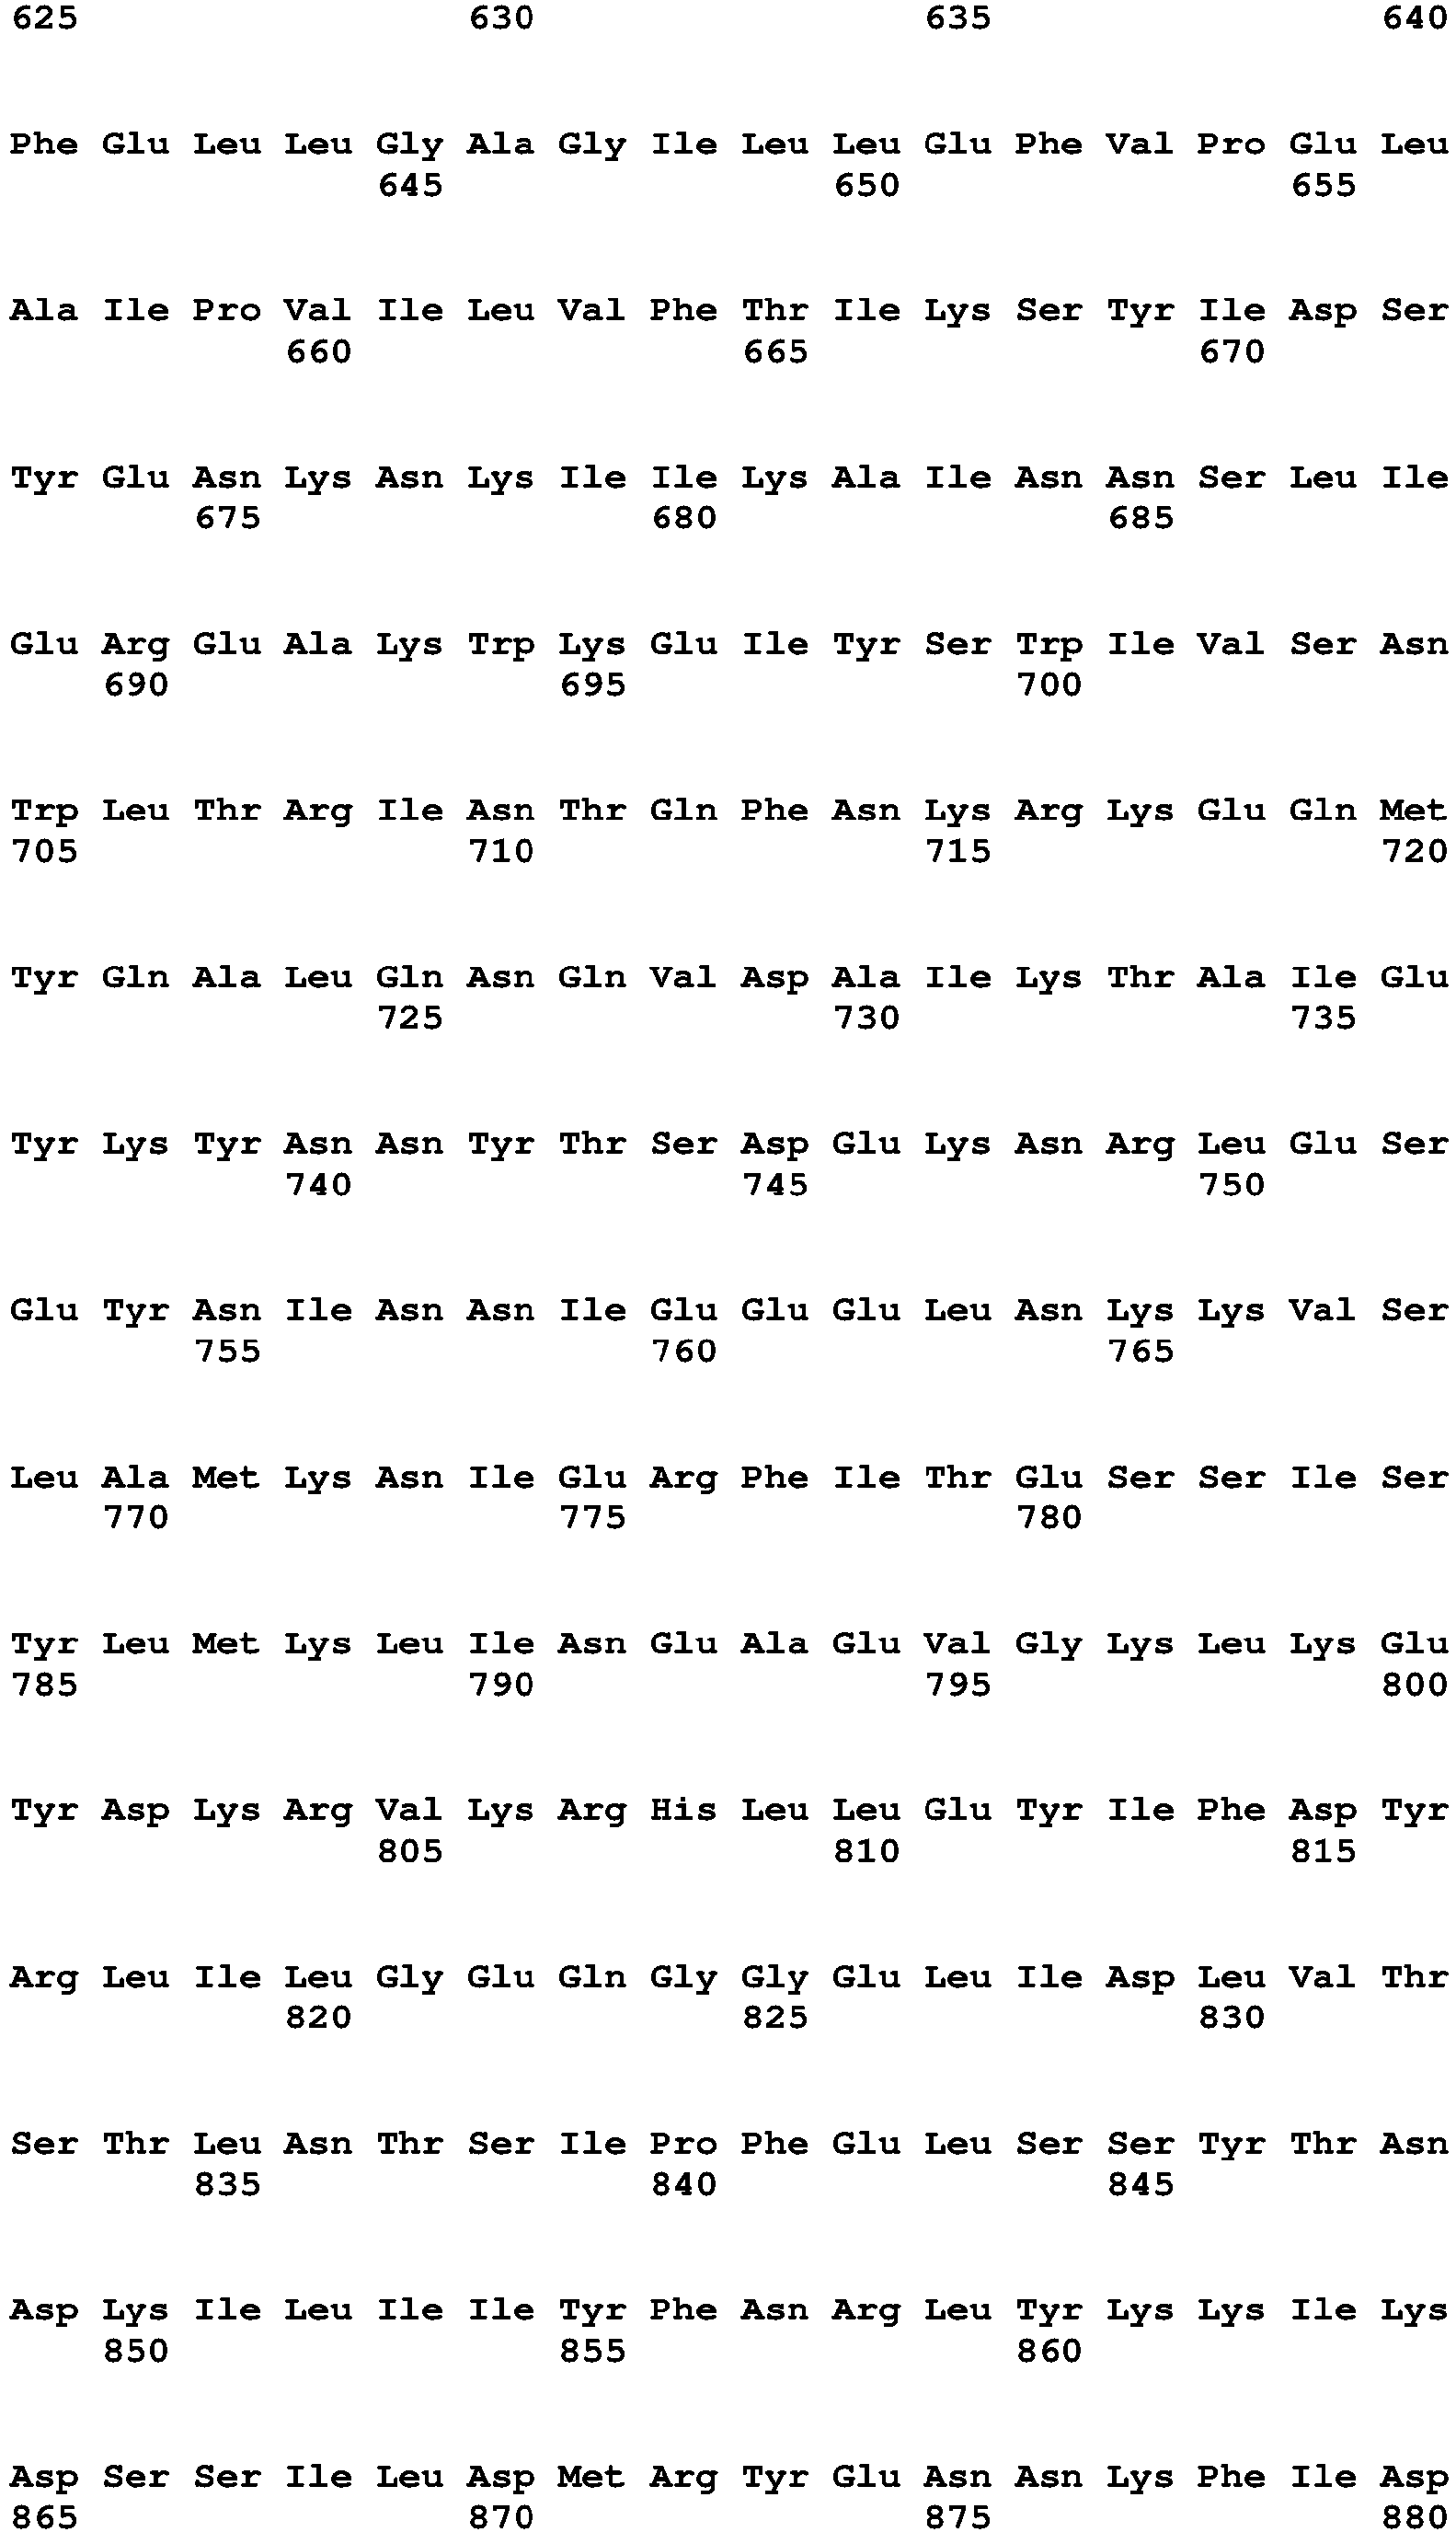 625 630 635 640
Phe Glu Leu Leu Gly Ala Gly Ile Leu Leu Glu Phe Val Pro Glu Leu
645 650 655
Ala Ile Pro Val Ile Leu Val Phe Thr Ile Lys Ser Tyr Ile Asp Ser
660 665 670
Tyr Glu Asn Lys Asn Lys Ile Ile Lys Ala Ile Asn Asn Ser Leu Ile
675 680 685
Glu Arg Glu Ala Lys Trp Lys Glu Ile Tyr Ser Trp Ile Val Ser Asn
690 695 700
Trp Leu Thr Arg Ile Asn Thr Gln Phe Asn Lys Arg Lys Glu Gln Met
705 710 715 720
Tyr Gln Ala Leu Gln Asn Gln Val Asp Ala Ile Lys Thr Ala Ile Glu
725 730 735
Tyr Lys Tyr Asn Asn Tyr Thr Ser Asp Glu Lys Asn Arg Leu Glu Ser
740 745 750
Glu Tyr Asn Ile Asn Asn Ile Glu Glu Glu Leu Asn Lys Lys Val Ser
755 760 765
Leu Ala Met Lys Asn Ile Glu Arg Phe Ile Thr Glu Ser Ser Ile Ser
770 775 780
Tyr Leu Met Lys Leu Ile Asn Glu Ala Glu Val Gly Lys Leu Lys Glu
785 790 795 800
Tyr Asp Lys Arg Val Lys Arg His Leu Leu Glu Tyr Ile Phe Asp Tyr
805 810 815
Arg Leu Ile Leu Gly Glu Gln Gly Gly Glu Leu Ile Asp Leu Val Thr
820 825 830
Ser Thr Leu Asn Thr Ser Ile Pro Phe Glu Leu Ser Ser Tyr Thr Asn
835 840 845
Asp Lys Ile Leu Ile Ile Tyr Phe Asn Arg Leu Tyr Lys Lys Ile Lys
850 855 860
Asp Ser Ser Ile Leu Asp Met Arg Tyr Glu Asn Asn Lys Phe Ile Asp
865 870 875 880